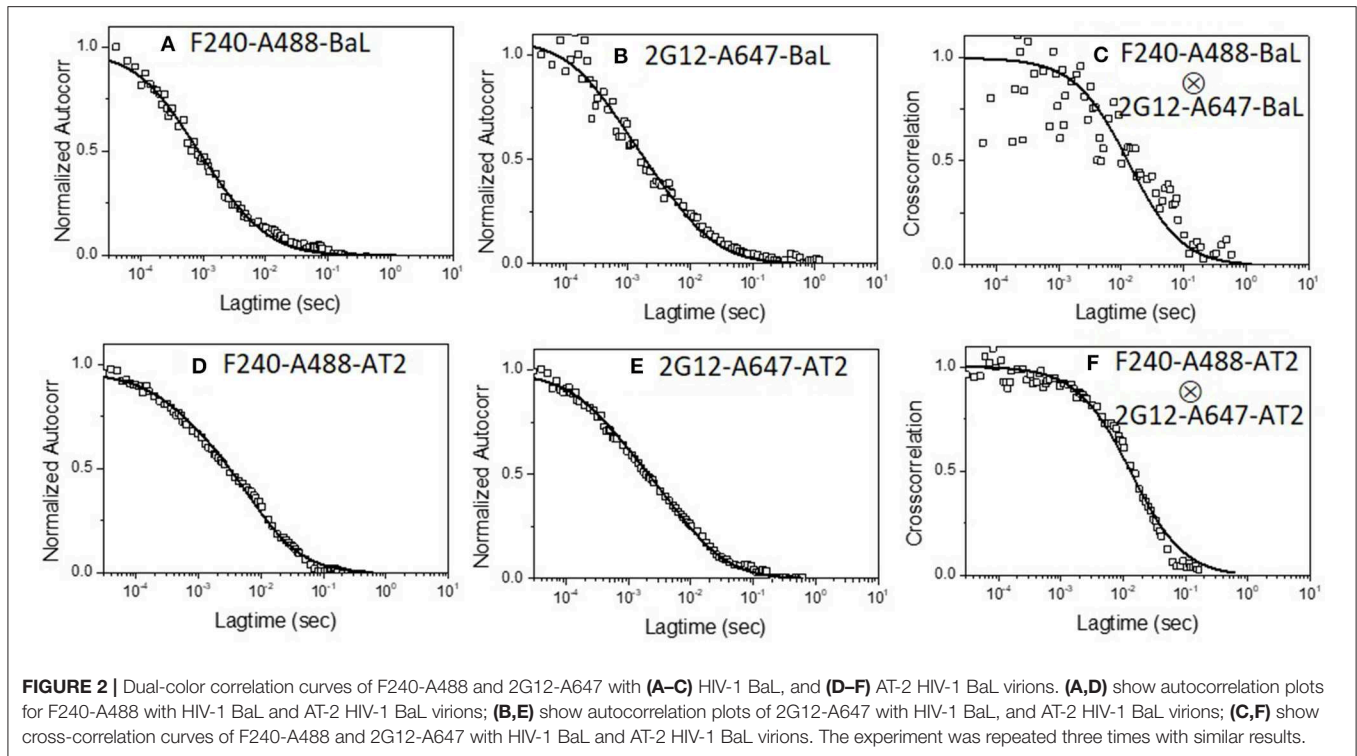 A F240-A488-BaL
Normalized Autocorr
1.0
0.5
0.0
10⁻⁴ 10⁻³ 10⁻² 10⁻¹ 10⁰ 10¹
Lagtime (sec)
B 2G12-A647-BaL
Normalized Autocorr
1.0
0.5
0.0
10⁻⁴ 10⁻³ 10⁻² 10⁻¹ 10⁰ 10¹
Lagtime (sec)
C F240-A488-BaL
⊗
2G12-A647-BaL
Crosscorrelation
1.0
0.5
0.0
10⁻⁴ 10⁻³ 10⁻² 10⁻¹ 10⁰ 10¹
Lagtime (sec)
D F240-A488-AT2
Normalized Autocorr
1.0
0.5
0.0
10⁻⁴ 10⁻³ 10⁻² 10⁻¹ 10⁰ 10¹
Lagtime (sec)
E 2G12-A647-AT2
Normalized Autocorr
1.0
0.5
0.0
10⁻⁴ 10⁻³ 10⁻² 10⁻¹ 10⁰ 10¹
Lagtime (sec)
F F240-A488-AT2
⊗
2G12-A647-AT2
Crosscorrelation
1.0
0.5
0.0
10⁻⁴ 10⁻³ 10⁻² 10⁻¹ 10⁰ 10¹
Lagtime (sec)
FIGURE 2 | Dual-color correlation curves of F240-A488 and 2G12-A647 with (A–C) HIV-1 BaL, and (D–F) AT-2 HIV-1 BaL virions. (A,D) show autocorrelation plots
for F240-A488 with HIV-1 BaL and AT-2 HIV-1 BaL virions; (B,E) show autocorrelation plots of 2G12-A647 with HIV-1 BaL, and AT-2 HIV-1 BaL virions; (C,F) show
cross-correlation curves of F240-A488 and 2G12-A647 with HIV-1 BaL and AT-2 HIV-1 BaL virions. The experiment was repeated three times with similar results.